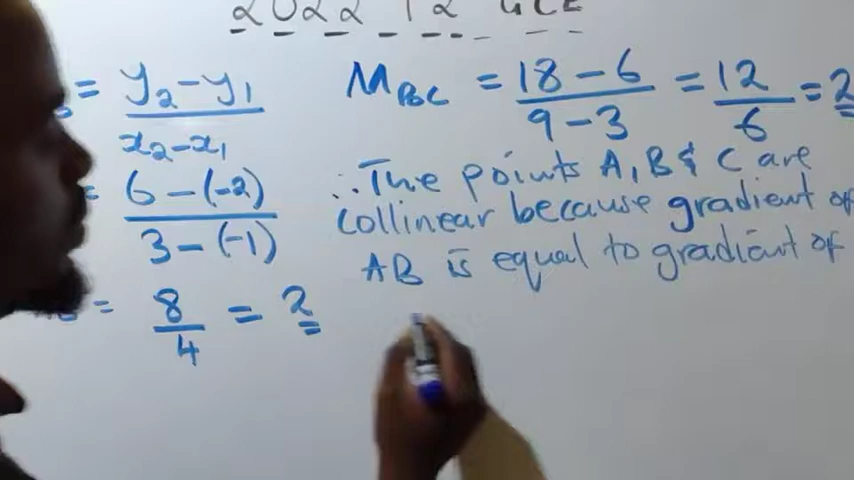 2022 P2 GCE
= y₂ - y₁ / x₂ - x₁
= 6 - (-2) / 3 - (-1)
= 8 / 4 = 2
M_BC = 18 - 6 / 9 - 3 = 12 / 6 = 2
∴ The points A, B & C are
Collinear because gradient of
AB is equal to gradient of